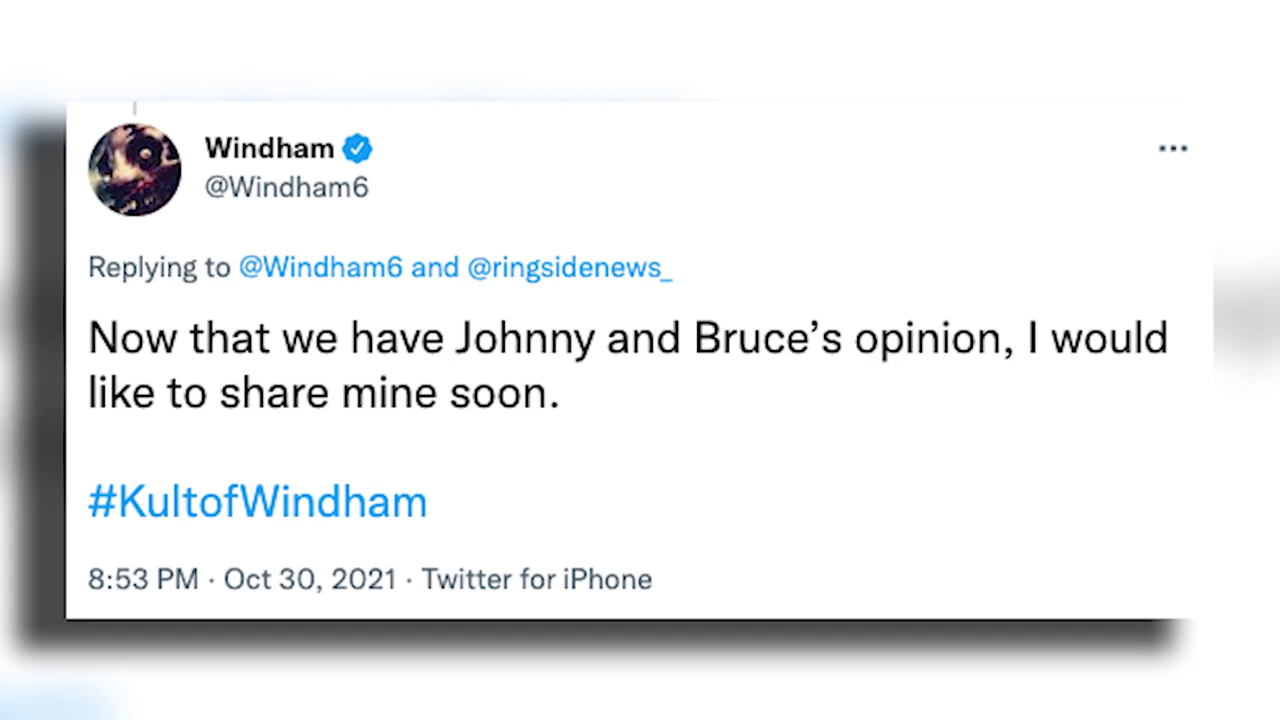 Windham
@Windham6
Replying to @Windham6 and @ringsidenews_
Now that we have Johnny and Bruce’s opinion, I would
like to share mine soon.
#KultofWindham
8:53 PM · Oct 30, 2021 · Twitter for iPhone